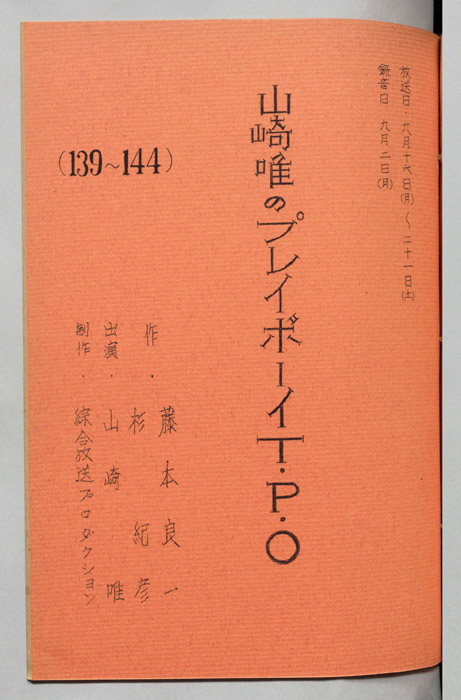 放送日・九月十六日(月)〜二十一日(土)
録音日 九月二日(月)
山崎唯のプレイボーイT・P・O
(139~144)
藤本良一
作・杉紀彦
出演・山崎唯
制作・綜合放送プロダクション